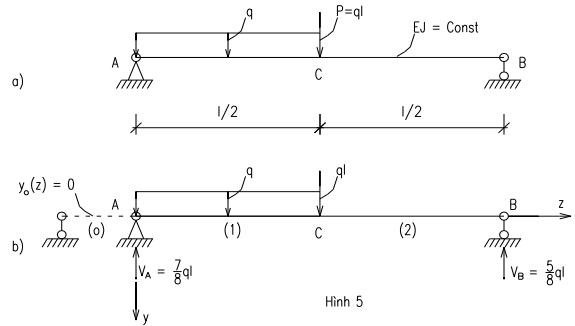 q P=ql EJ = Const
A B
C
a)
l/2 l/2
q ql
y₀(z) = 0
A B z
(o) (1) C (2)
b)
V_A = 7/8 ql V_B = 5/8 ql
Hình 5
y